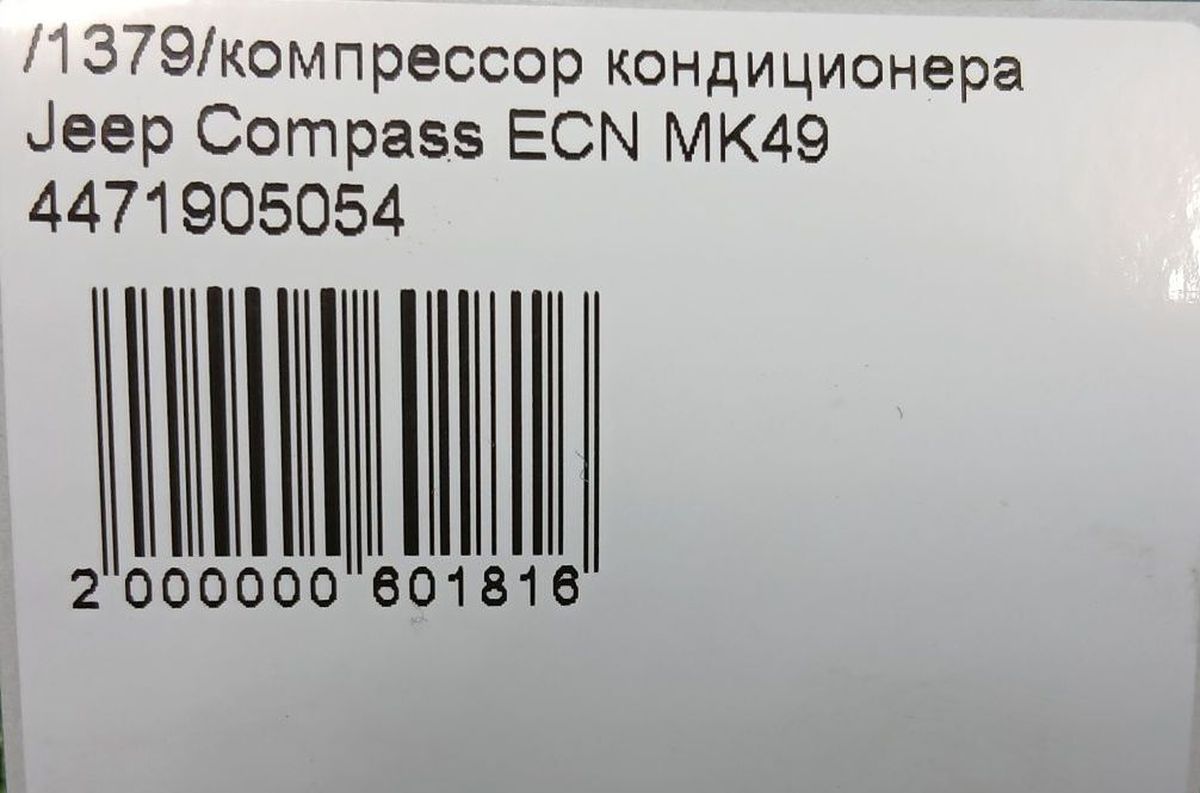 /1379/компрессор кондиционера
Jeep Compass ECN MK49
4471905054
2 000000 601816